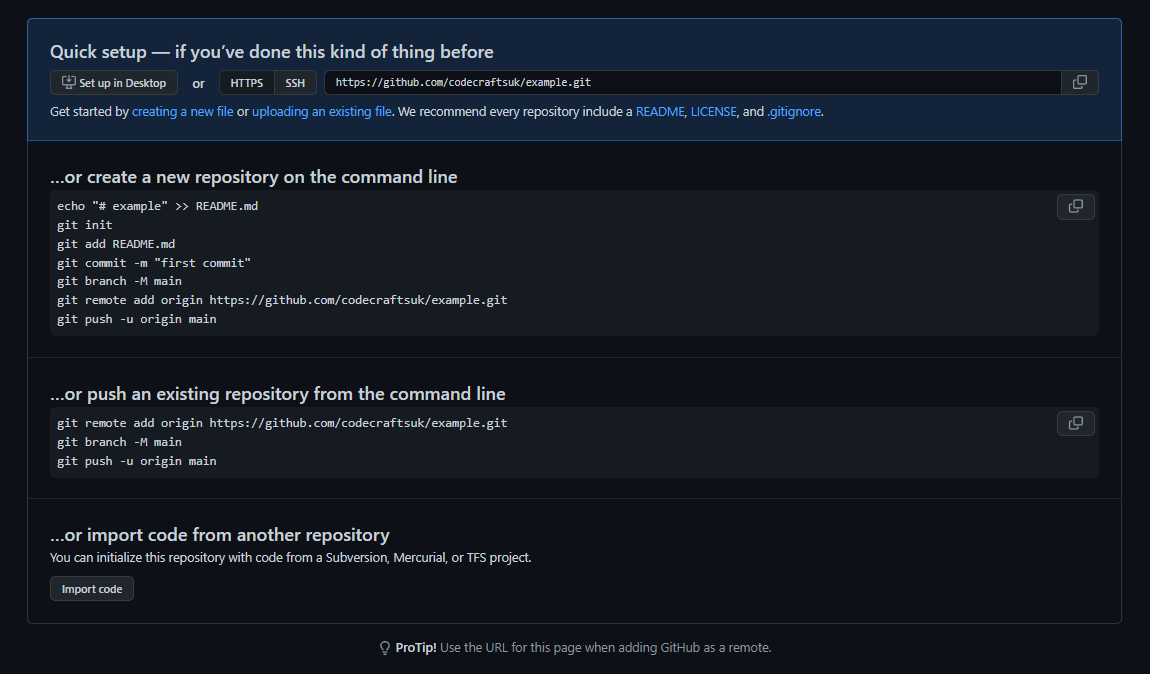 Quick setup — if you’ve done this kind of thing before
Set up in Desktop or HTTPS SSH https://github.com/codecraftsuk/example.git
Get started by creating a new file or uploading an existing file. We recommend every repository include a README, LICENSE, and .gitignore.
…or create a new repository on the command line
echo "# example" >> README.md
git init
git add README.md
git commit -m "first commit"
git branch -M main
git remote add origin https://github.com/codecraftsuk/example.git
git push -u origin main
…or push an existing repository from the command line
git remote add origin https://github.com/codecraftsuk/example.git
git branch -M main
git push -u origin main
…or import code from another repository
You can initialize this repository with code from a Subversion, Mercurial, or TFS project.
Import code
ProTip! Use the URL for this page when adding GitHub as a remote.